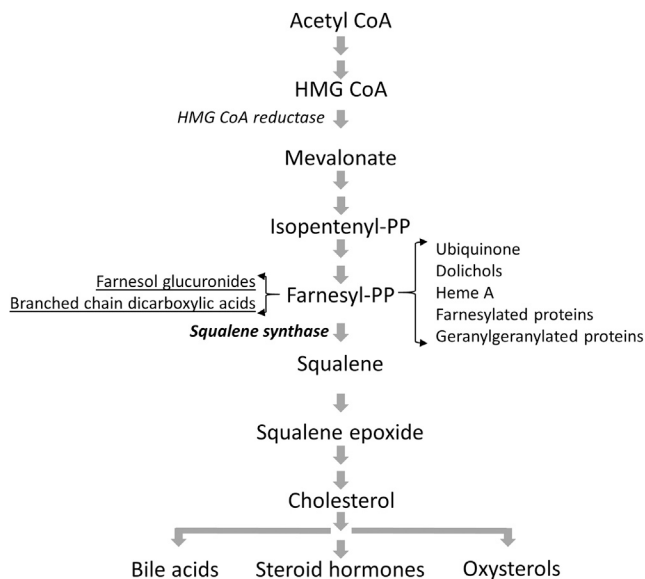 Acetyl CoA
HMG CoA
HMG CoA reductase
Mevalonate
Isopentenyl-PP
Farnesol glucuronides
Branched chain dicarboxylic acids
Farnesyl-PP
Ubiquinone
Dolichols
Heme A
Farnesylated proteins
Geranylgeranylated proteins
Squalene synthase
Squalene
Squalene epoxide
Cholesterol
Bile acids
Steroid hormones
Oxysterols